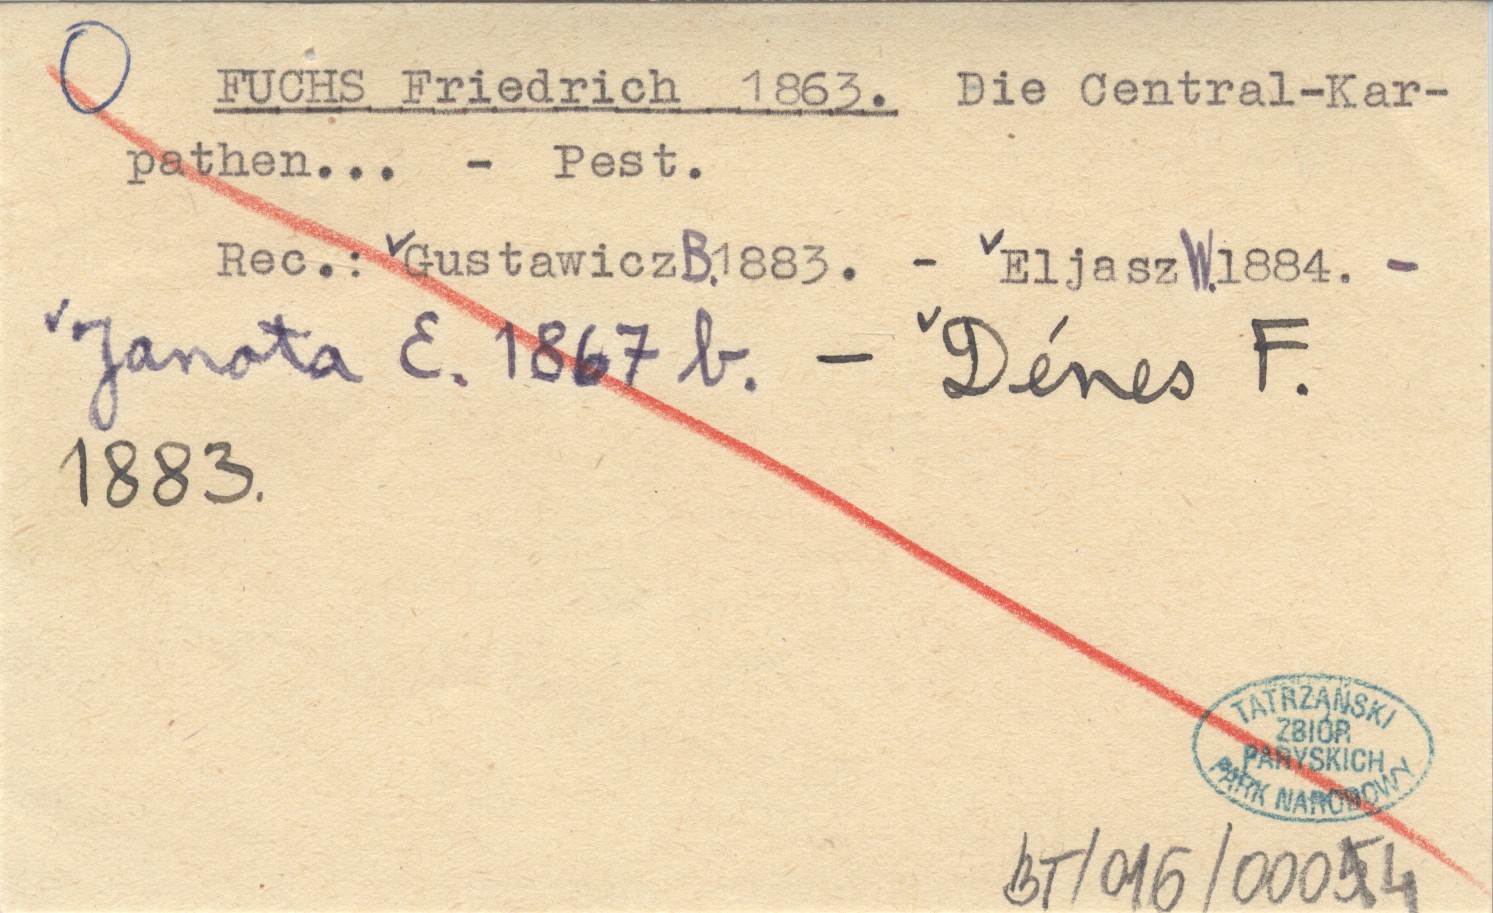 FUCHS Friedrich 1863. Die Central-Kar-
pathen... - Pest.
Rec.: Gustawicz B. 1883. - Eljasz W. 1884. -
Janota E. 1867 b. - Dénes F.
1883.
TATRZAŃSKI
ZBIÓR
PARYSKICH
PARK NARODOWY
BT/016/00054